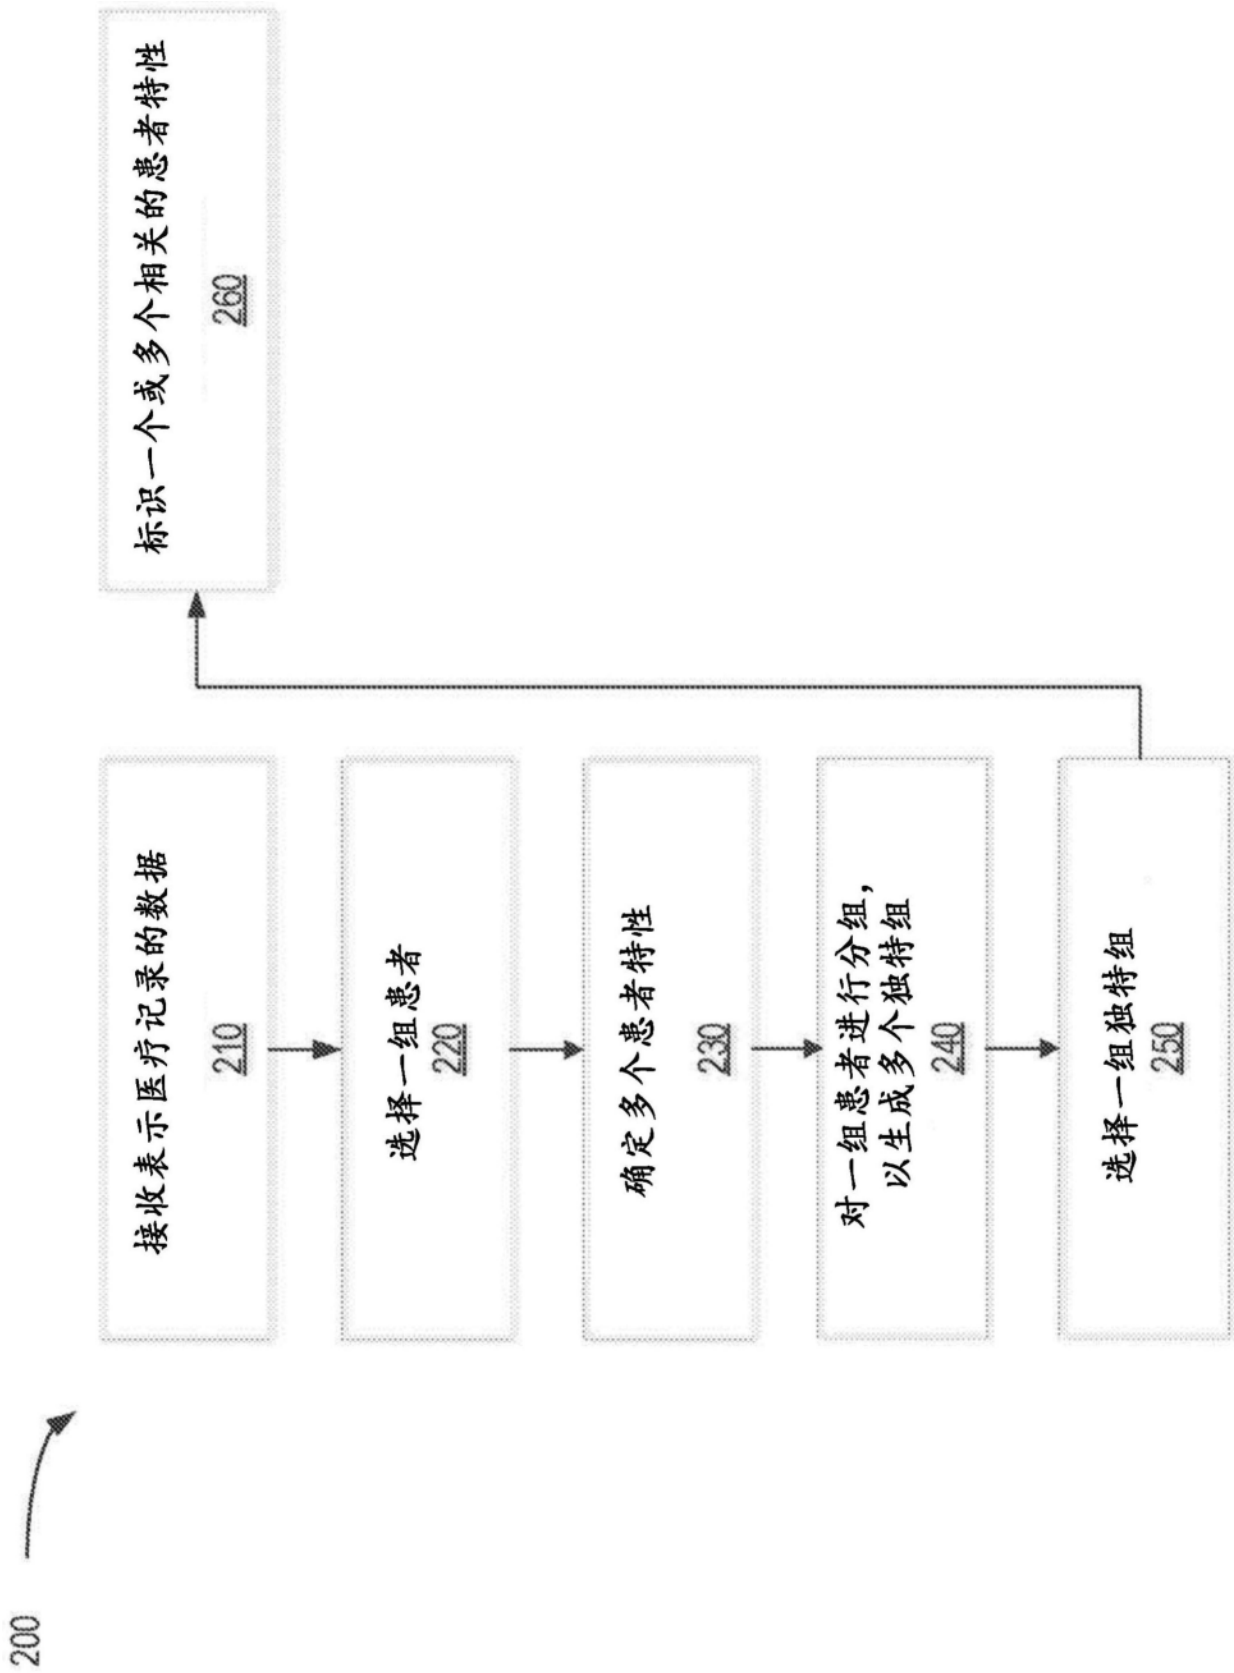 200
接收表示医疗记录的数据
210
选择一组患者
220
确定多个患者特性
230
对一组患者进行分组，
以生成多个独特组
240
选择一组独特组
250
标识一个或多个相关的患者特性
260